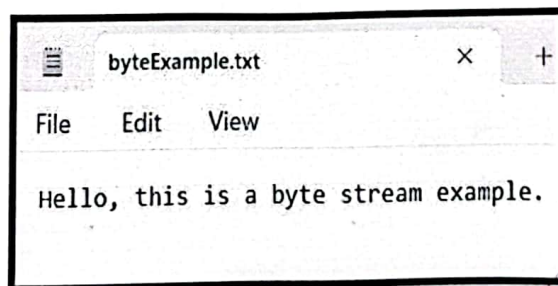 byteExample.txt × +
File Edit View
Hello, this is a byte stream example.